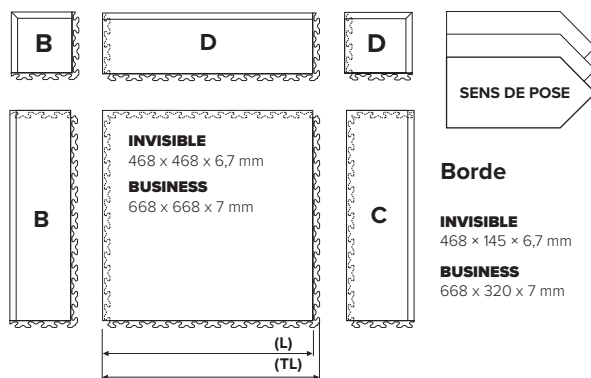 B
D
D
SENS DE POSE
INVISIBLE
468 x 468 x 6,7 mm
BUSINESS
668 x 668 x 7 mm
B
C
Borde
INVISIBLE
468 × 145 × 6,7 mm
BUSINESS
668 x 320 x 7 mm
(L)
(TL)